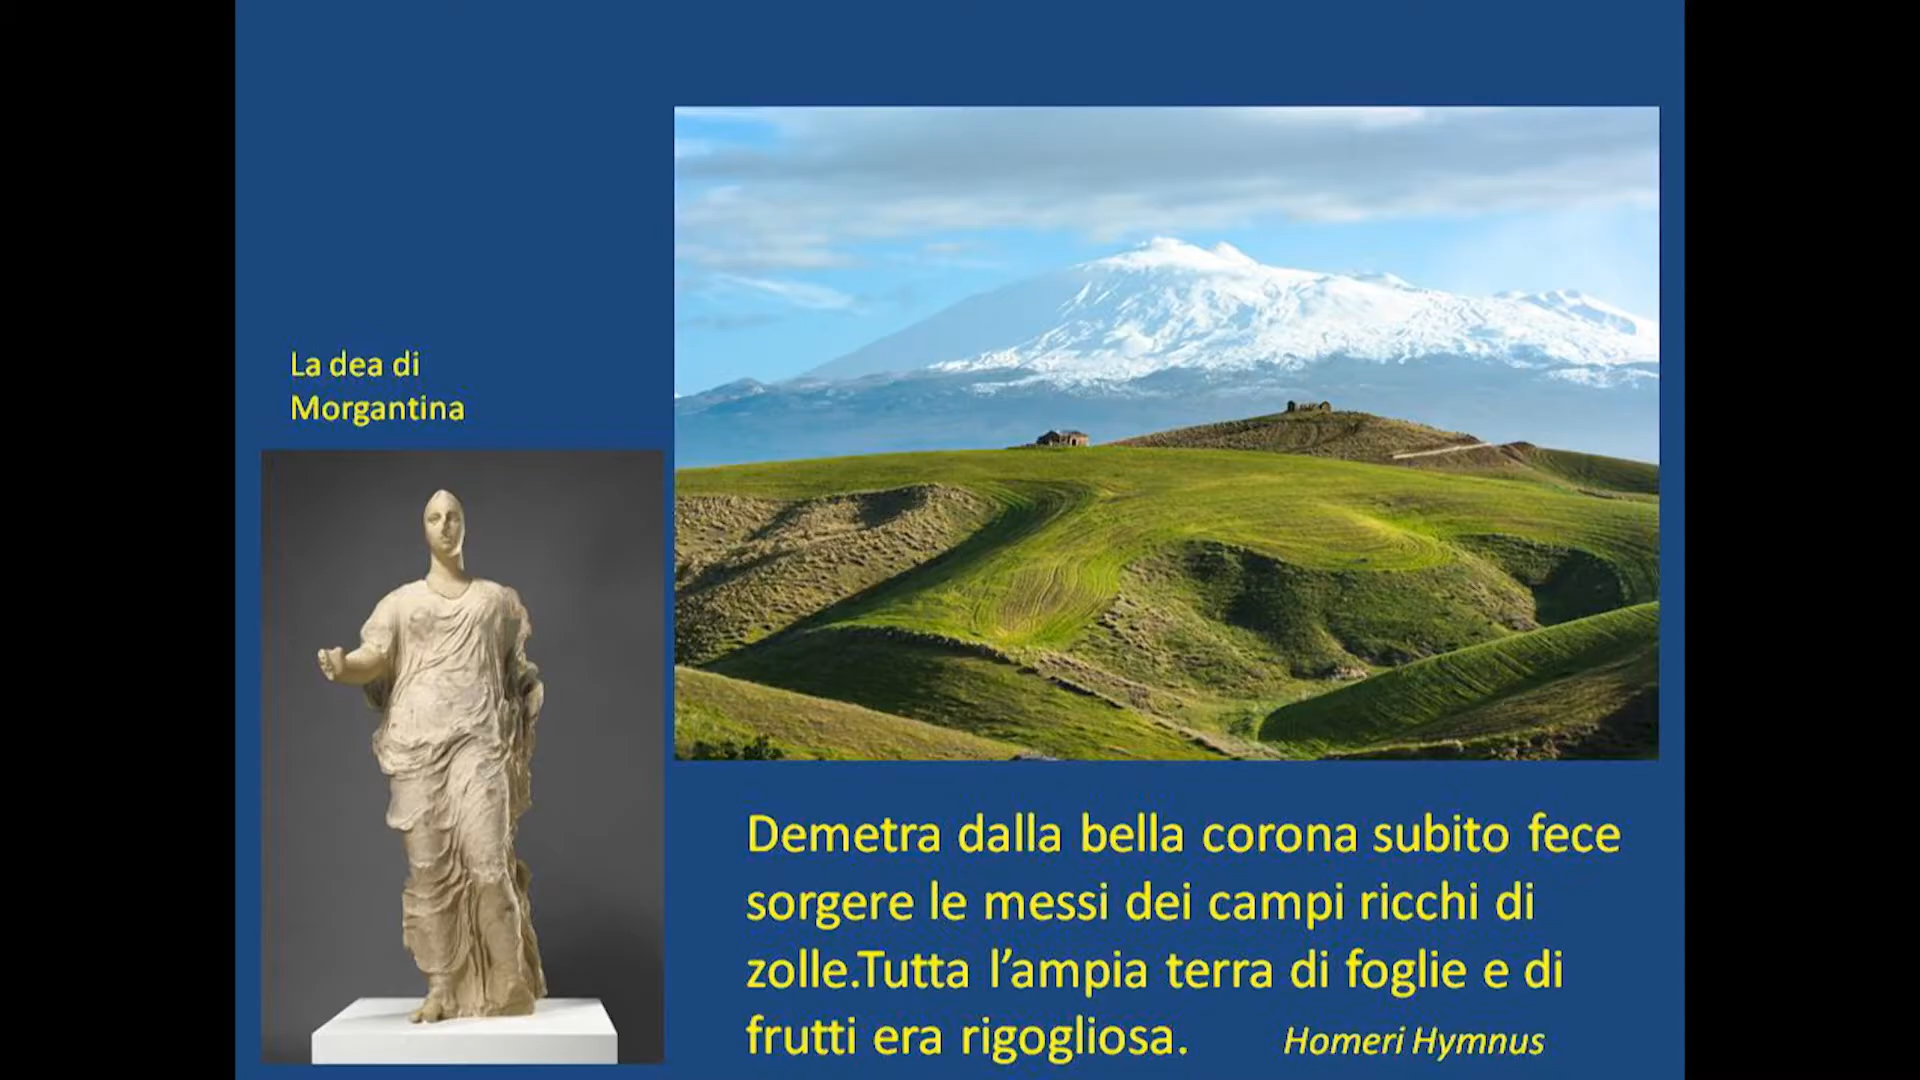 La dea di
Morgantina
Demetra dalla bella corona subito fece
sorgere le messi dei campi ricchi di
zolle.Tutta l’ampia terra di foglie e di
frutti era rigogliosa. Homeri Hymnus